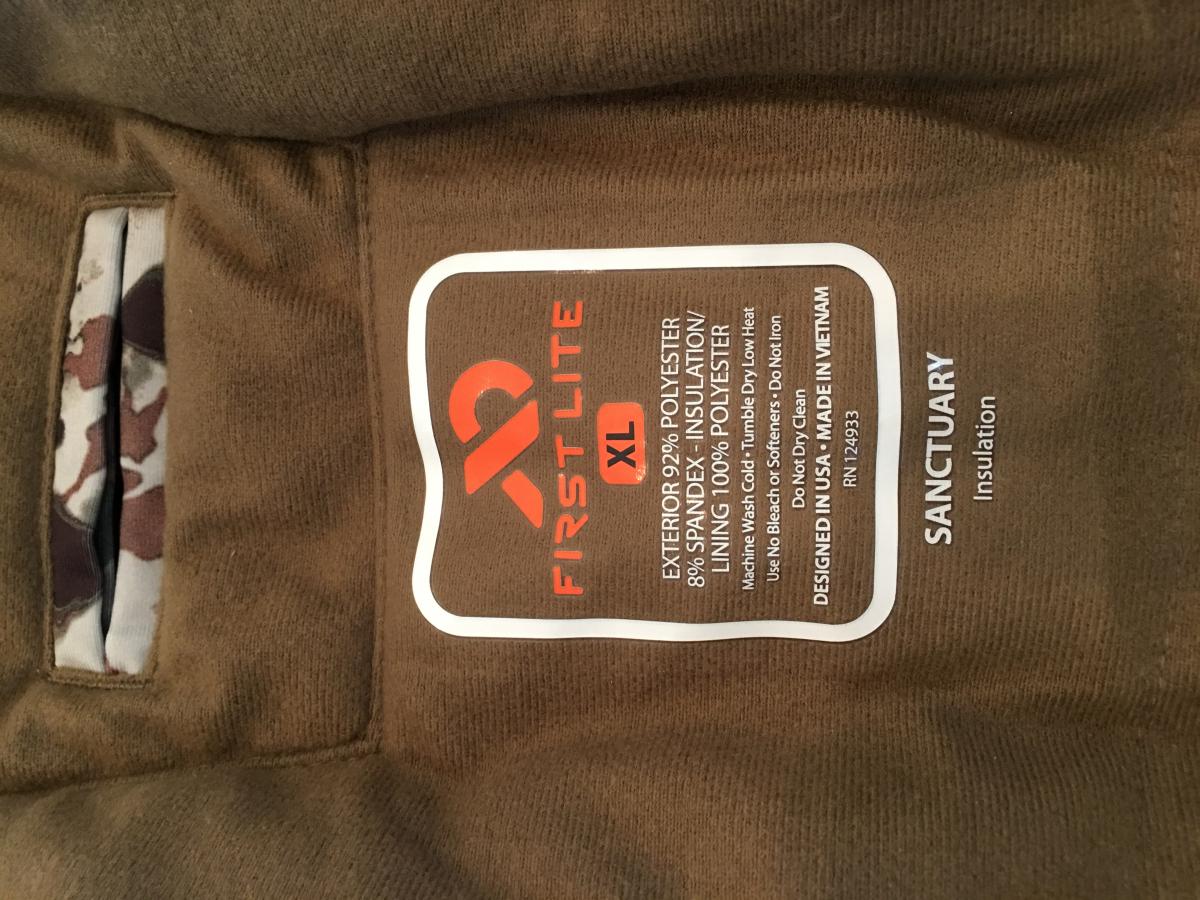 FIRST LITE
XL
EXTERIOR 92% POLYESTER
8% SPANDEX - INSULATION/
LINING 100% POLYESTER
Machine Wash Cold • Tumble Dry Low Heat
Use No Bleach or Softeners • Do Not Iron
Do Not Dry Clean
DESIGNED IN USA • MADE IN VIETNAM
RN 124933
SANCTUARY
Insulation